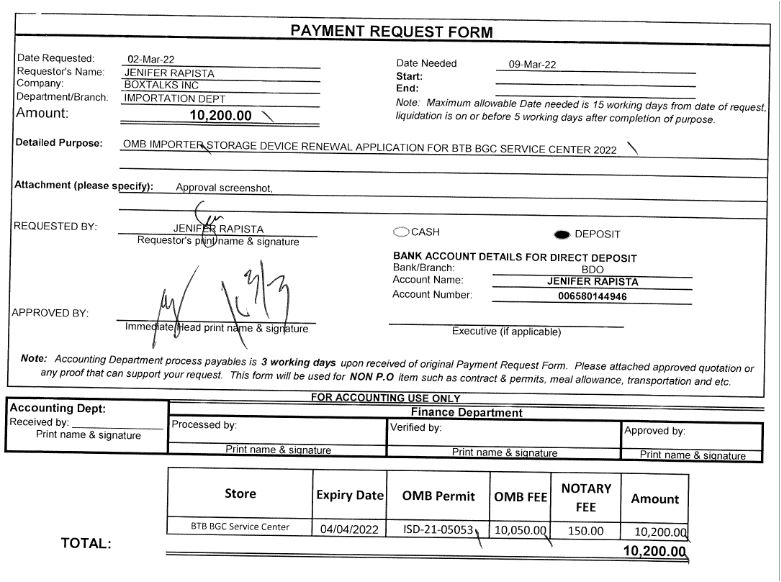 PAYMENT REQUEST FORM
Date Requested: 02-Mar-22
Date Needed 09-Mar-22
Requestor's Name: JENIFER RAPISTA
Start:
Company: BOXTALKS INC
End:
Department/Branch: IMPORTATION DEPT
Note: Maximum allowable Date needed is 15 working days from date of request,
Amount: 10,200.00
liquidation is on or before 5 working days after completion of purpose.
Detailed Purpose: OMB IMPORTER STORAGE DEVICE RENEWAL APPLICATION FOR BTB BGC SERVICE CENTER 2022
Attachment (please specify): Approval screenshot,
REQUESTED BY: JENIFER RAPISTA
Requestor's print name & signature
CASH DEPOSIT
BANK ACCOUNT DETAILS FOR DIRECT DEPOSIT
Bank/Branch: BDO
Account Name: JENIFER RAPISTA
Account Number: 006580144946
3/3
APPROVED BY:
Immediate Head print name & signature
Executive (if applicable)
Note: Accounting Department process payables is 3 working days upon received of original Payment Request Form. Please attached approved quotation or
any proof that can support your request. This form will be used for NON P.O item such as contract & permits, meal allowance, transportation and etc.
FOR ACCOUNTING USE ONLY
Accounting Dept:
Finance Department
Received by:
Print name & signature
Processed by:
Verified by:
Approved by:
Print name & signature
Print name & signature
Print name & signature
Store Expiry Date OMB Permit OMB FEE NOTARY FEE Amount
BTB BGC Service Center 04/04/2022 ISD-21-05053 10,050.00 150.00 10,200.00
TOTAL: 10,200.00